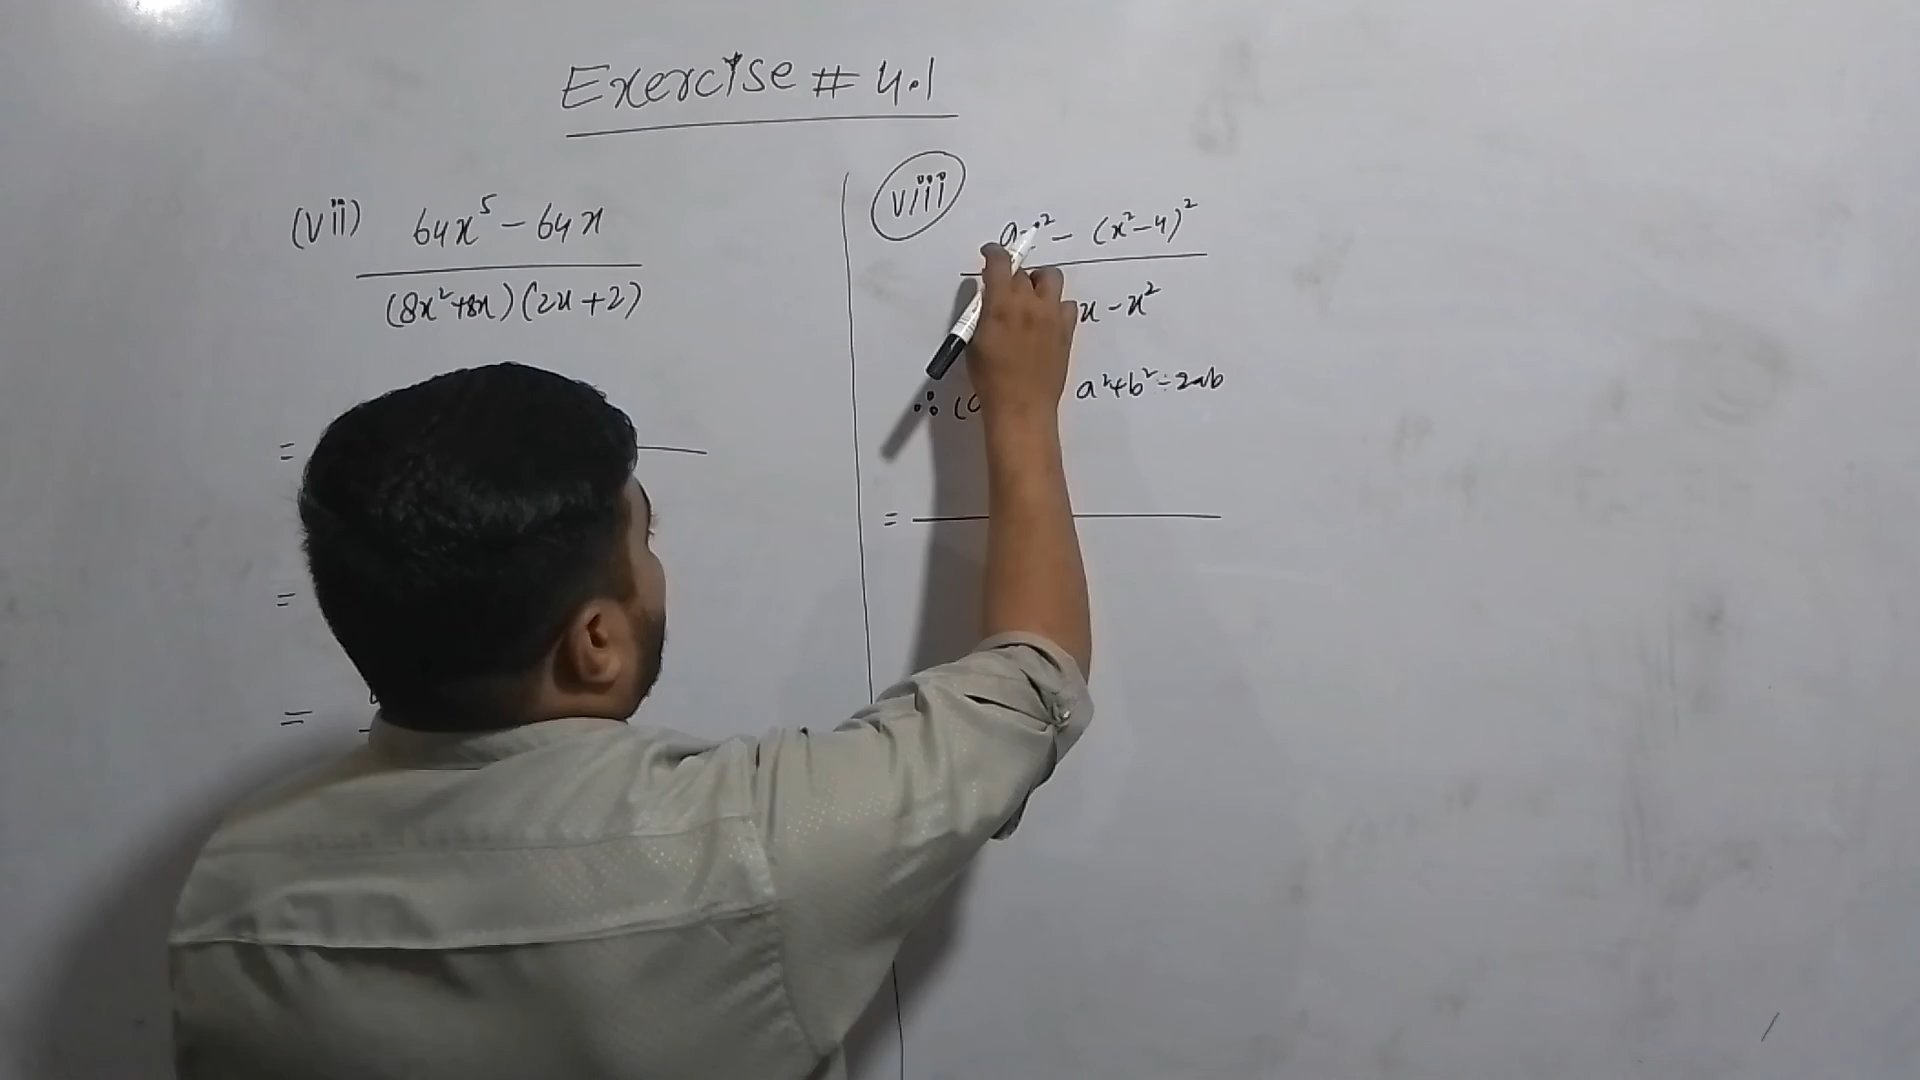 Exercise # 4.1
(vii) 64x⁵ - 64x
(8x²+8x)(2x+2)
=
=
=
viii
² - (x²-4)²
x - x²
∴ (a a²+b²-2ab
=